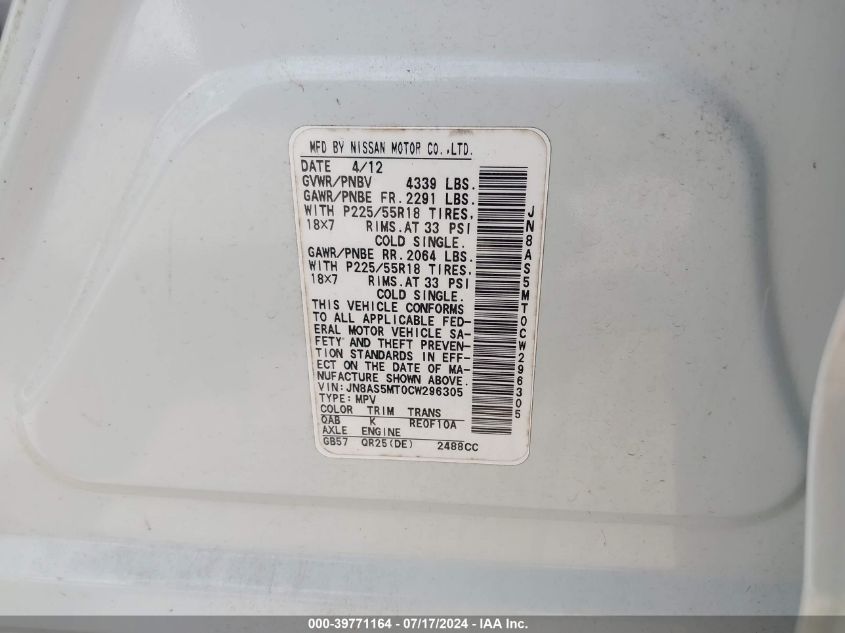 MFD BY NISSAN MOTOR CO.,LTD.
DATE 4/12
GVWR/PNBV 4339 LBS.
GAWR/PNBE FR. 2291 LBS.
WITH P225/55R18 TIRES,
18X7 RIMS.AT 33 PSI
COLD SINGLE.
GAWR/PNBE RR. 2064 LBS.
WITH P225/55R18 TIRES,
18X7 RIMS.AT 33 PSI
COLD SINGLE.
THIS VEHICLE CONFORMS
TO ALL APPLICABLE FED-
ERAL MOTOR VEHICLE SA-
FETY AND THEFT PREVEN-
TION STANDARDS IN EFF-
ECT ON THE DATE OF MA-
NUFACTURE SHOWN ABOVE.
VIN:JN8AS5MT0CW296305
TYPE: MPV
COLOR TRIM TRANS
QAB K RE0F10A
AXLE ENGINE
GB57 QR25(DE) 2488CC
JN8AS5MT0CW296305
000-39771164 - 07/17/2024 - IAA Inc.